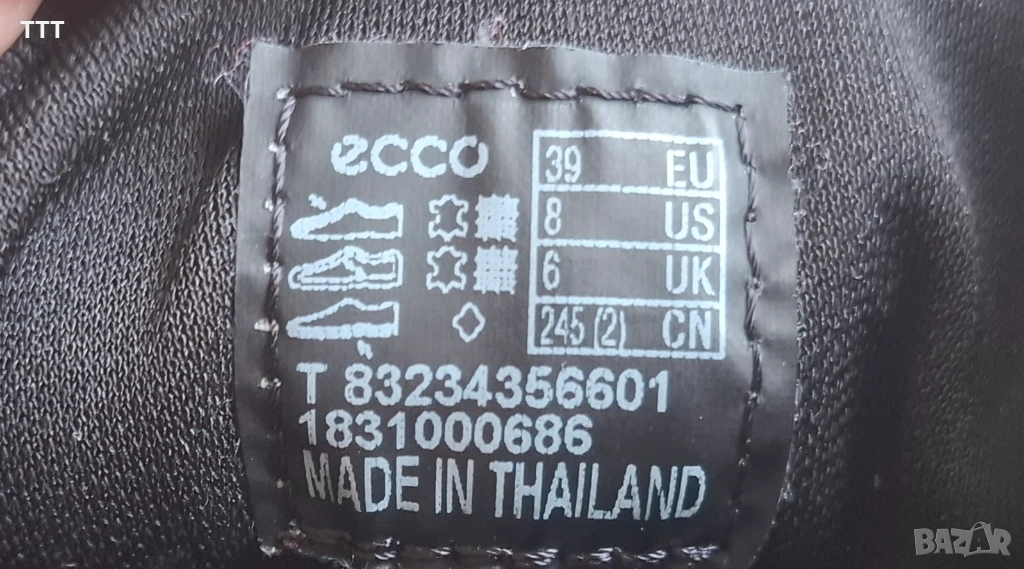 TTT
ecco
39 EU
8 US
6 UK
245 (2) CN
T 83234356601
1831000686
MADE IN THAILAND
BAZAR